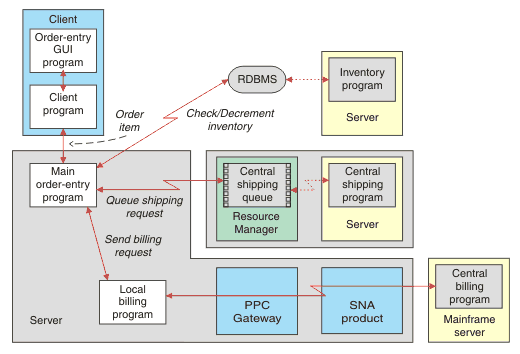 Client
Order-entry
GUI
program
Client
program
Order
item
RDBMS
Check/Decrement
inventory
Inventory
program
Server
Main
order-entry
program
Queue shipping
request
Central
shipping
queue
Resource
Manager
Central
shipping
program
Server
Send billing
request
Local
billing
program
Server
PPC
Gateway
SNA
product
Central
billing
program
Mainframe
server